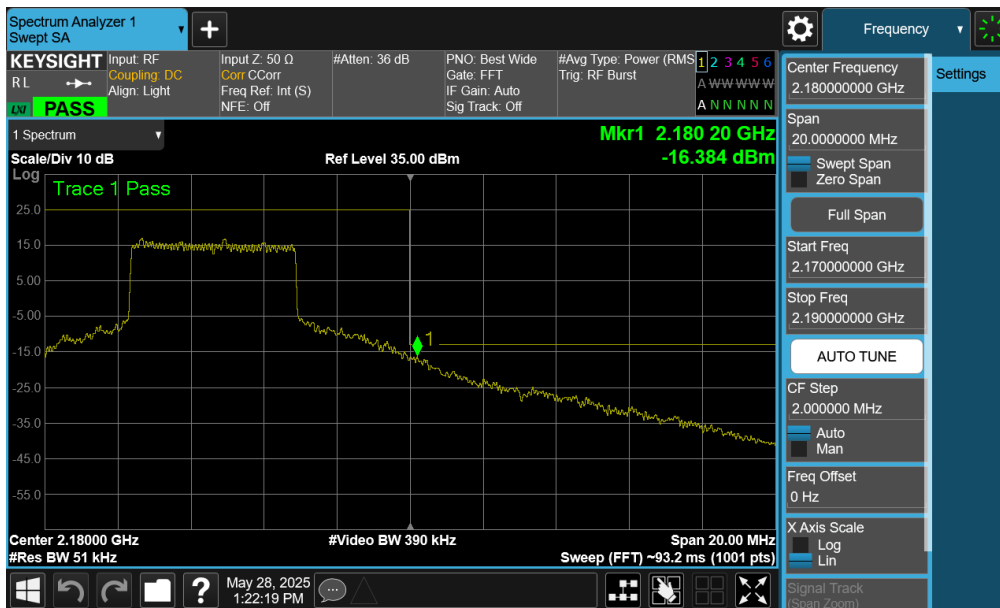 Spectrum Analyzer 1
Swept SA
+
Frequency
KEYSIGHT
R L
LXI
PASS
Input: RF
Coupling: DC
Align: Light
Input Z: 50 Ω
Corr CCorr
Freq Ref: Int (S)
NFE: Off
#Atten: 36 dB
PNO: Best Wide
Gate: FFT
IF Gain: Auto
Sig Track: Off
#Avg Type: Power (RMS
Trig: RF Burst
1 2 3 4 5 6
A W W W W W
A N N N N N
1 Spectrum
Scale/Div 10 dB
Ref Level 35.00 dBm
Mkr1 2.180 20 GHz
-16.384 dBm
Log
Trace 1 Pass
25.0
15.0
5.00
-5.00
-15.0
-25.0
-35.0
-45.0
-55.0
1
Center 2.18000 GHz
#Video BW 390 kHz
Span 20.00 MHz
#Res BW 51 kHz
Sweep (FFT) ~93.2 ms (1001 pts)
Center Frequency
2.180000000 GHz
Span
20.0000000 MHz
Swept Span
Zero Span
Full Span
Start Freq
2.170000000 GHz
Stop Freq
2.190000000 GHz
AUTO TUNE
CF Step
2.000000 MHz
Auto
Man
Freq Offset
0 Hz
X Axis Scale
Log
Lin
Signal Track
(Span Zoom)
Settings
?
May 28, 2025
1:22:19 PM